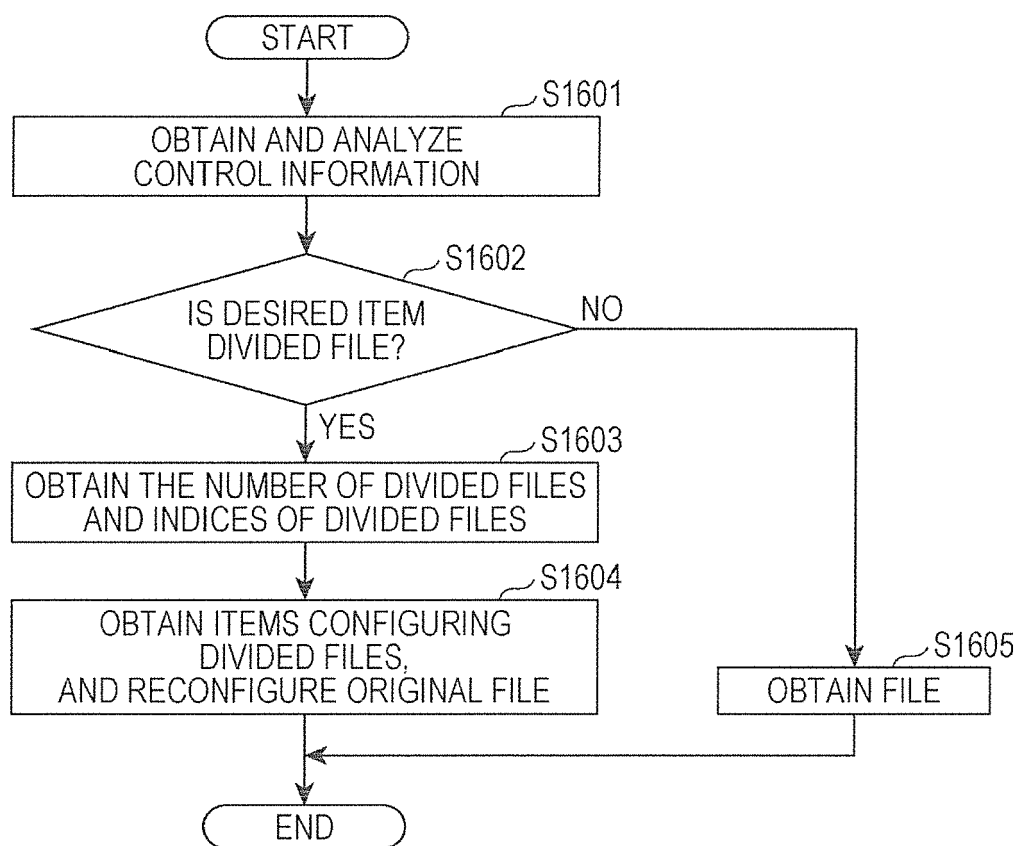 START
S1601
OBTAIN AND ANALYZE
CONTROL INFORMATION
S1602
IS DESIRED ITEM
DIVIDED FILE?
NO
YES
S1603
OBTAIN THE NUMBER OF DIVIDED FILES
AND INDICES OF DIVIDED FILES
S1604
OBTAIN ITEMS CONFIGURING
DIVIDED FILES,
AND RECONFIGURE ORIGINAL FILE
S1605
OBTAIN FILE
END